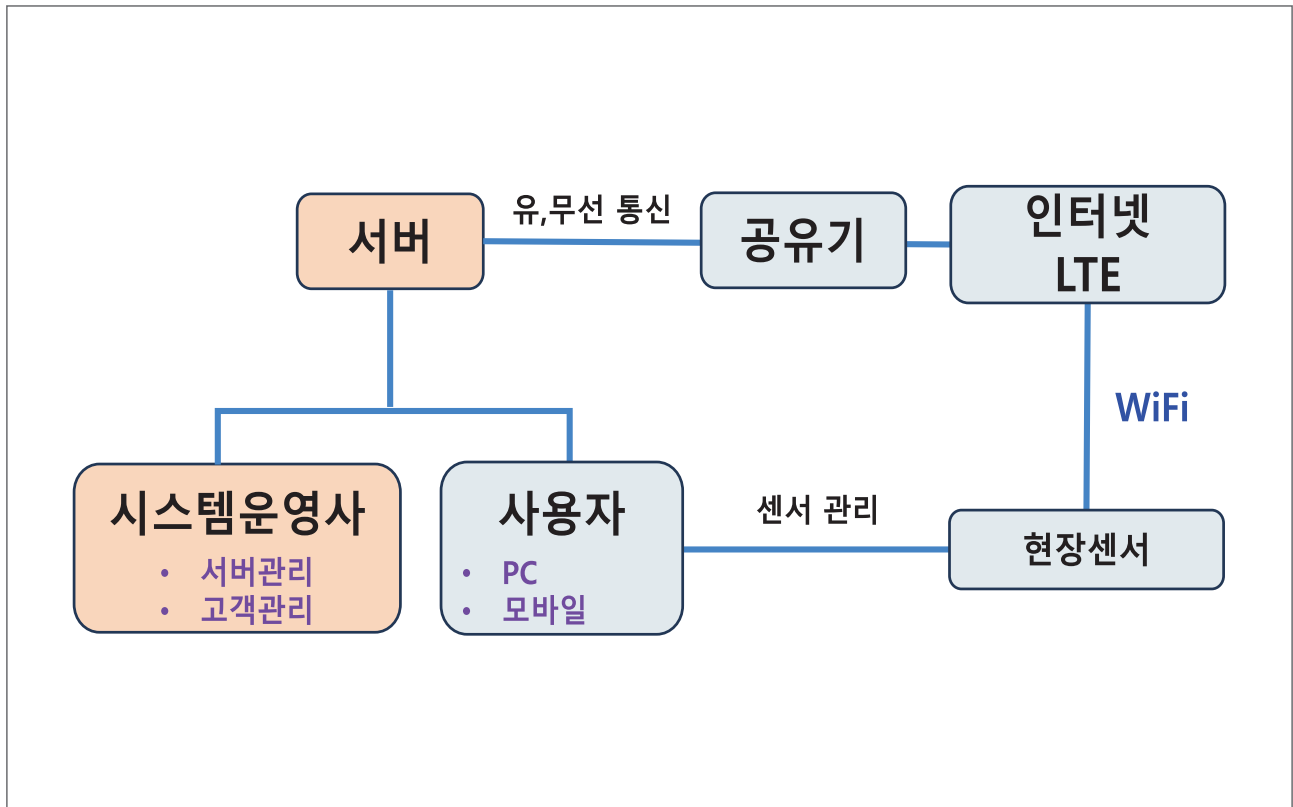 유,무선 통신
서버
공유기
인터넷
LTE
WiFi
시스템운영사
• 서버관리
• 고객관리
사용자
• PC
• 모바일
센서 관리
현장센서